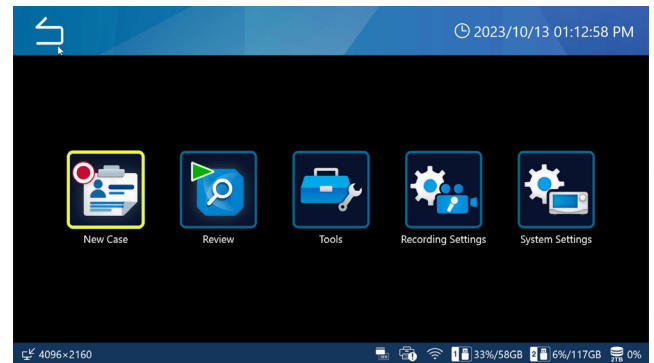 2023/10/13 01:12:58 PM
New Case
Review
Tools
Recording Settings
System Settings
4096×2160
1 33%/58GB 2 6%/117GB 2TB 0%